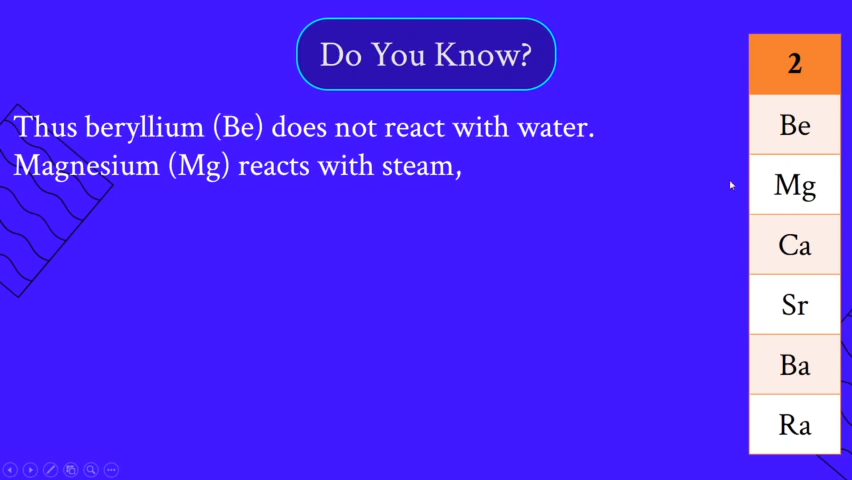 Do You Know?
Thus beryllium (Be) does not react with water.
Magnesium (Mg) reacts with steam,
2
Be
Mg
Ca
Sr
Ba
Ra